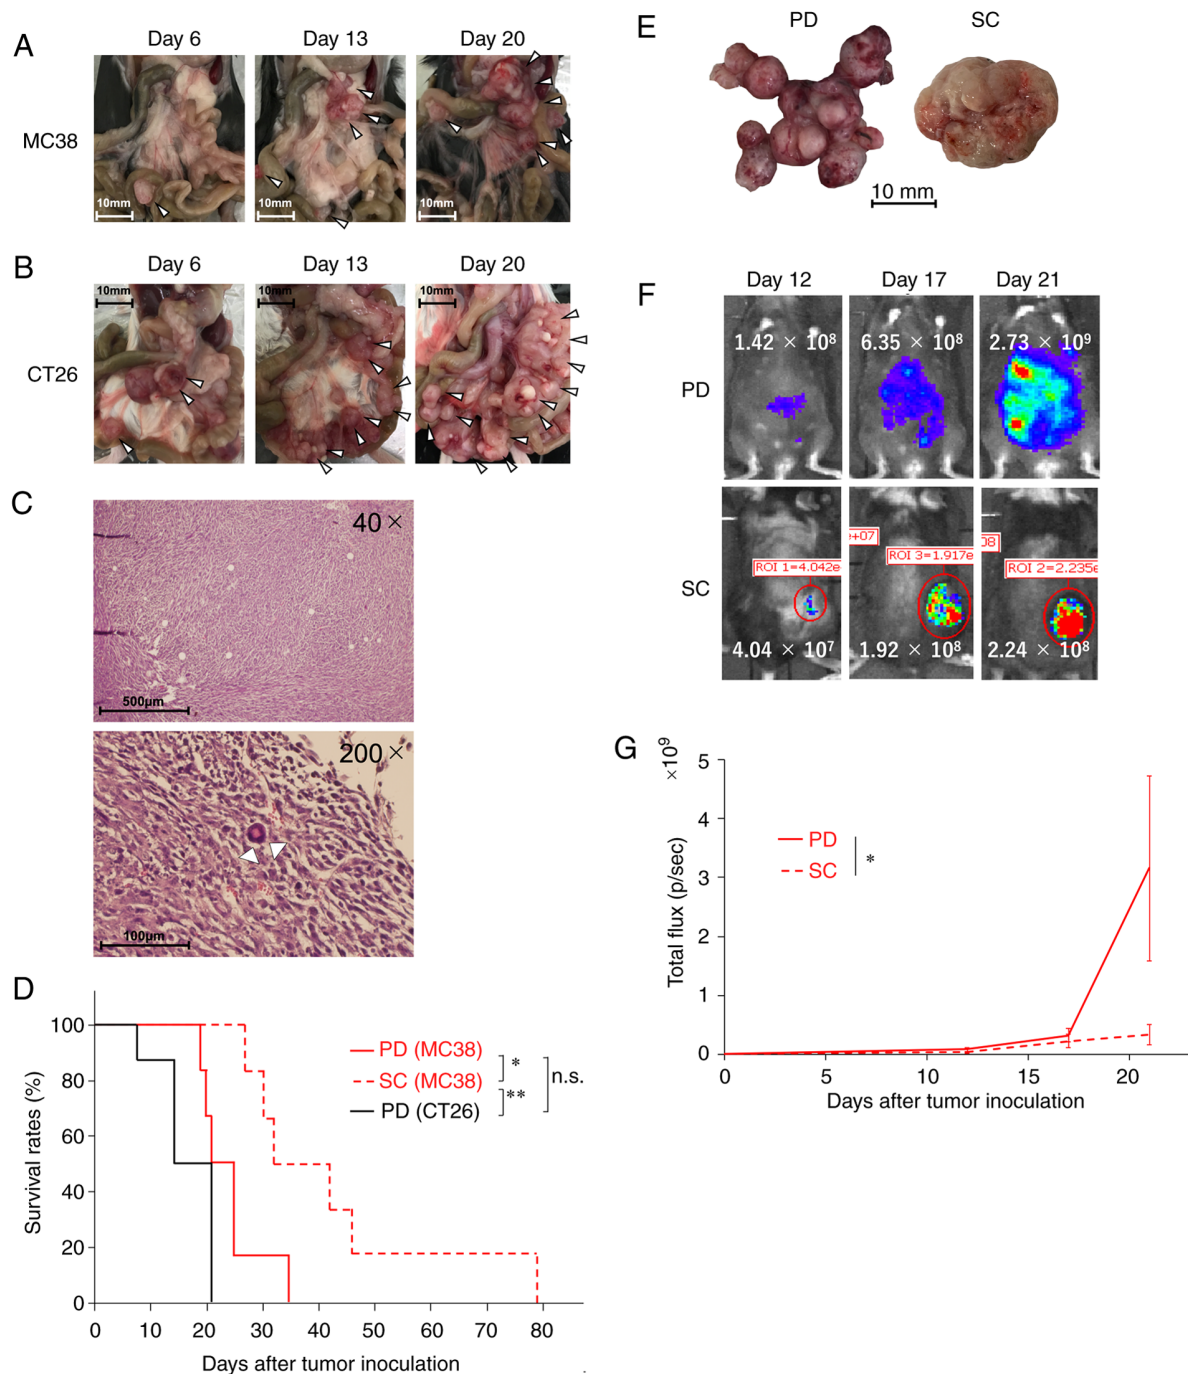 A
Day 6
Day 13
Day 20
MC38
10mm
10mm
10mm
B
Day 6
Day 13
Day 20
CT26
10mm
10mm
10mm
C
40 ×
500µm
200 ×
100µm
D
Survival rates (%)
100
80
60
40
20
0
0 10 20 30 40 50 60 70 80
Days after tumor inoculation
PD (MC38)
SC (MC38)
PD (CT26)
*
**
n.s.
E
PD
SC
10 mm
F
Day 12
Day 17
Day 21
PD
1.42 × 10⁸
6.35 × 10⁸
2.73 × 10⁹
SC
ROI 1=4.042e
e+07
ROI 3=1.917e
08
ROI 2=2.235e
4.04 × 10⁷
1.92 × 10⁸
2.24 × 10⁸
G
×10⁹
Total flux (p/sec)
5
4
3
2
1
0
0 5 10 15 20
Days after tumor inoculation
PD
SC
*